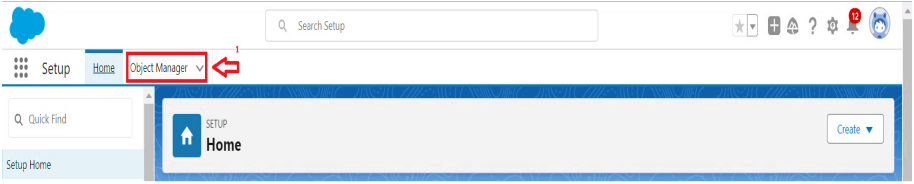 Search Setup
12
1
Setup Home Object Manager
Quick Find
SETUP
Home
Create
Setup Home